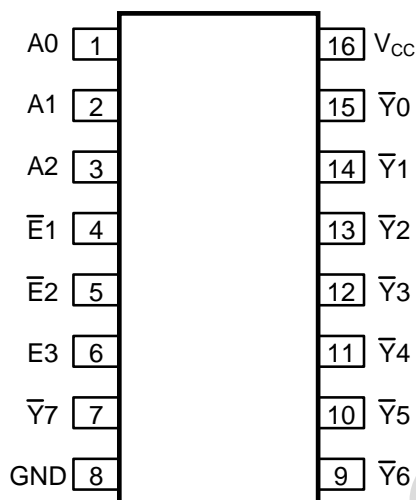 A0 1 16 V_CC
A1 2 15 Y̅0
A2 3 14 Y̅1
E̅1 4 13 Y̅2
E̅2 5 12 Y̅3
E3 6 11 Y̅4
Y̅7 7 10 Y̅5
GND 8 9 Y̅6